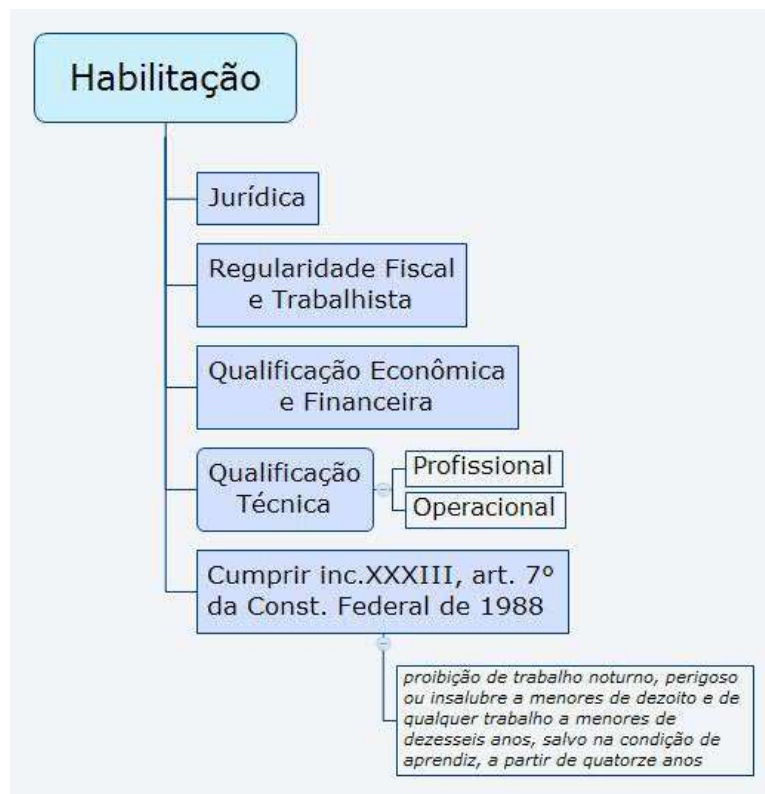 Habilitação
Jurídica
Regularidade Fiscal
e Trabalhista
Qualificação Econômica
e Financeira
Qualificação
Técnica
Profissional
Operacional
Cumprir inc.XXXIII, art. 7º
da Const. Federal de 1988
proibição de trabalho noturno, perigoso
ou insalubre a menores de dezoito e de
qualquer trabalho a menores de
dezesseis anos, salvo na condição de
aprendiz, a partir de quatorze anos